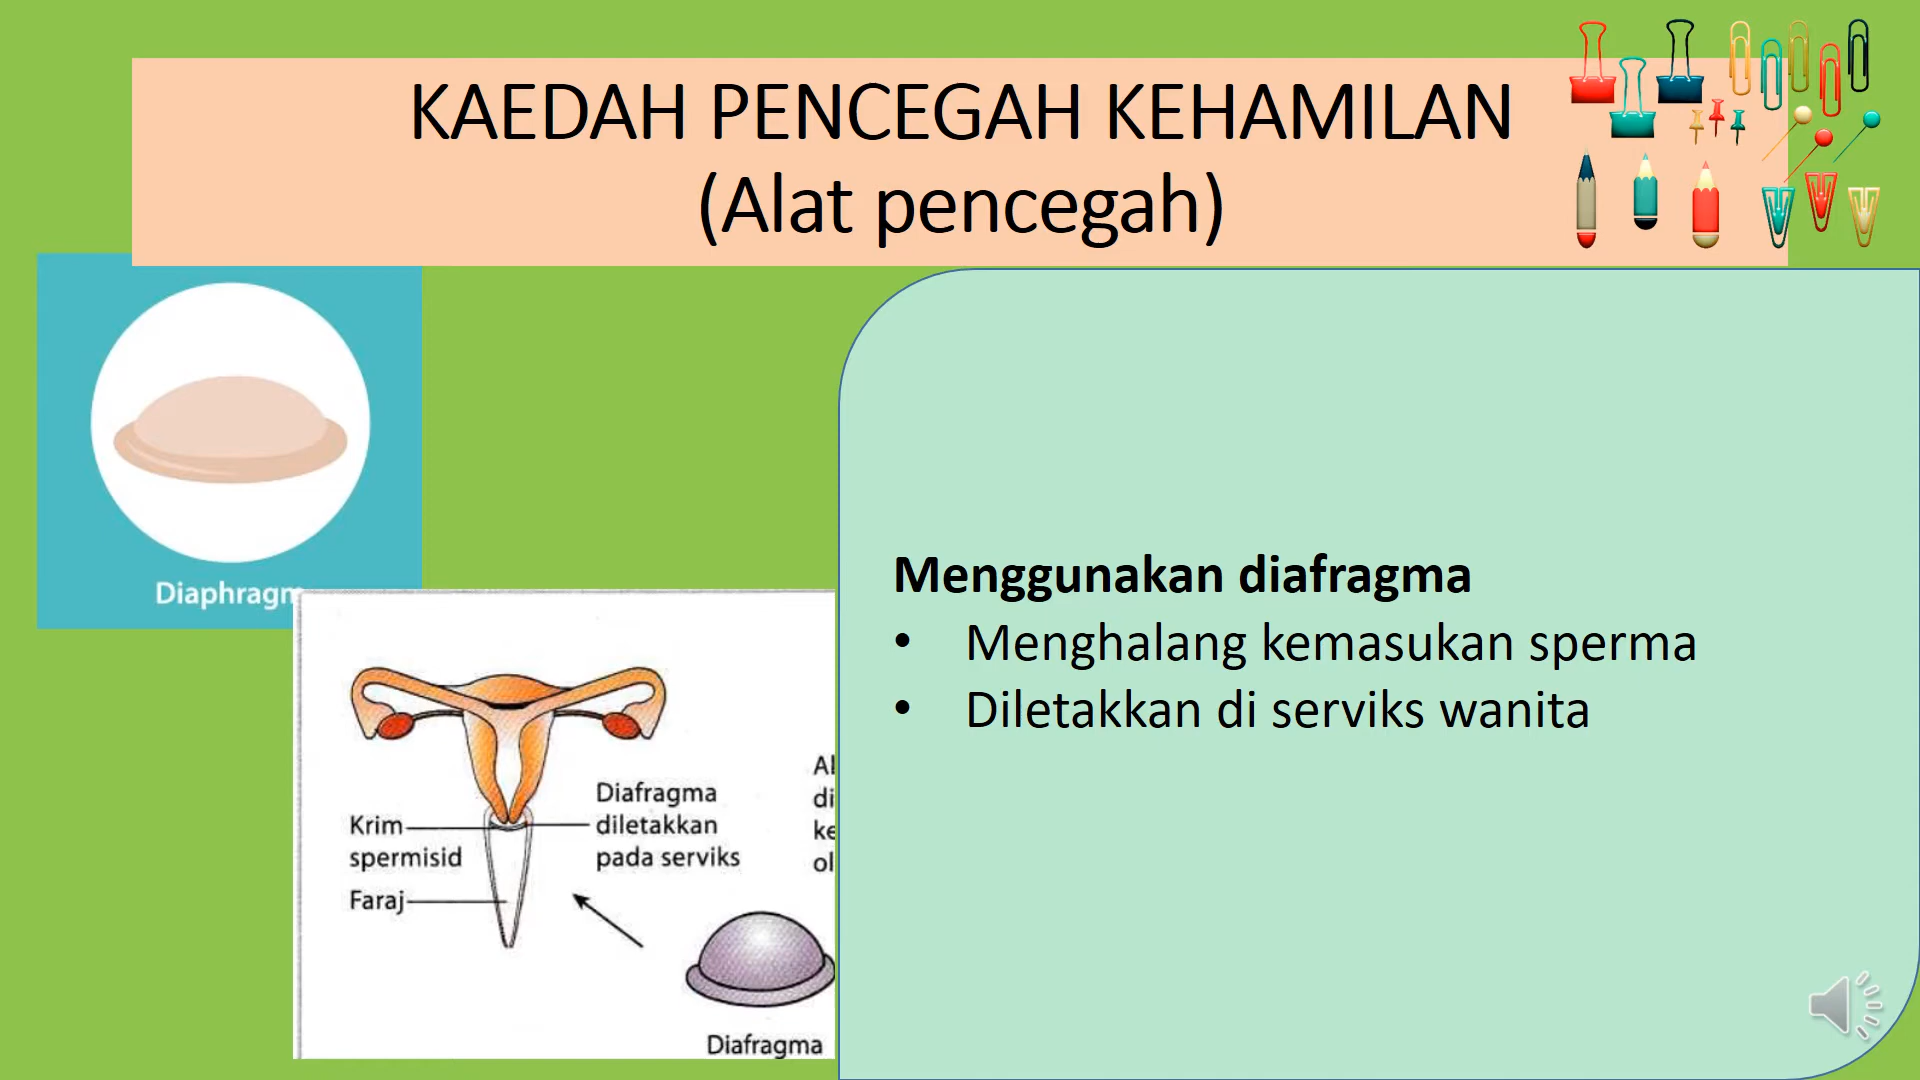 KAEDAH PENCEGAH KEHAMILAN
(Alat pencegah)
Diaphragm
Menggunakan diafragma
• Menghalang kemasukan sperma
• Diletakkan di serviks wanita
Krim
spermisid
Faraj
Diafragma
diletakkan
pada serviks
Diafragma